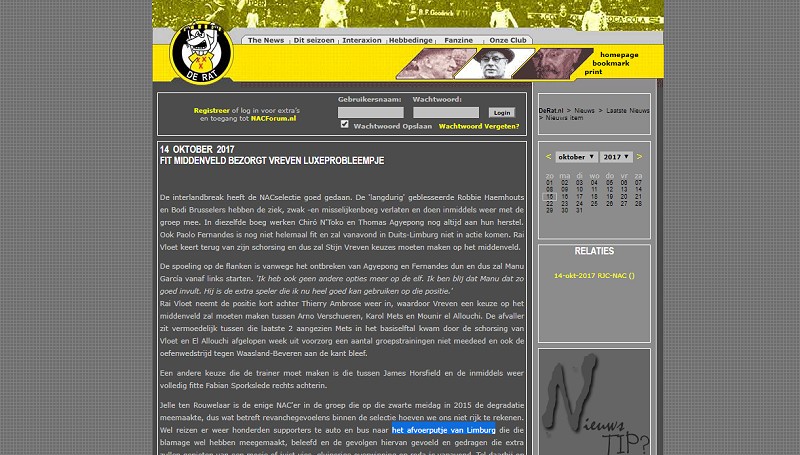 B.F. Goodrich
COCA-COLA
DE RAT
The News Dit seizoen Interaxion Hebbedinge Fanzine Onze Club
homepage
bookmark
print
Registreer of log in voor extra's
en toegang tot NACForum.nl
Gebruikersnaam: Wachtwoord:
Login
Wachtwoord Opslaan Wachtwoord Vergeten?
DeRat.nl > Nieuws > Laatste Nieuws
> Nieuws item
14 OKTOBER 2017
FIT MIDDENVELD BEZORGT VREVEN LUXEPROBLEEMPJE
De interlandbreak heeft de NACselectie goed gedaan. De 'langdurig' geblesseerde Robbie Haemhouts
en Bodi Brusselers hebben de ziek, zwak -en misselijkenboeg verlaten en doen inmiddels weer met de
groep mee. In diezelfde boeg werken Chiró N'Toko en Thomas Agyepong nog altijd aan hun herstel.
Ook Paolo Fernandes is nog niet helemaal fit en zal vanavond in Duits-Limburg niet in actie komen. Rai
Vloet keert terug van zijn schorsing en dus zal Stijn Vreven keuzes moeten maken op het middenveld.
De spoeling op de flanken is vanwege het ontbreken van Agyepong en Fernandes dun en dus zal Manu
García vanaf links starten. 'Ik heb ook geen andere opties meer op de elf. Ik ben blij dat Manu dat zo
goed invult. Hij is de extra speler die ik nu heel goed kan gebruiken op die positie.'
Rai Vloet neemt de positie kort achter Thierry Ambrose weer in, waardoor Vreven een keuze op het
middenveld zal moeten maken tussen Arno Verschueren, Karol Mets en Mounir el Allouchi. De afvaller
zit vermoedelijk tussen die laatste 2 aangezien Mets in het basiselftal kwam door de schorsing van
Vloet en El Allouchi afgelopen week uit voorzorg een aantal groepstrainingen niet meedeed en ook de
oefenwedstrijd tegen Waasland-Beveren aan de kant bleef.
Een andere keuze die de trainer moet maken is die tussen James Horsfield en de inmiddels weer
volledig fitte Fabian Sporkslede rechts achterin.
Jelle ten Rouwelaar is de enige NAC'er in de groep die op die zwarte meidag in 2015 de degradatie
meemaakte, dus wat betreft revanchegevoelens binnen de selectie hoeven we ons niet rijk te rekenen.
Wel reizen er weer honderden supporters te auto en bus naar het afvoerputje van Limburg die die
blamage wel hebben meegemaakt, beleefd en de gevolgen hiervan gevoeld en gedragen die extra
< oktober 2017 >
zo ma di wo do vr za
01 02 03 04 05 06 07
08 09 10 11 12 13 14
15 16 17 18 19 20 21
22 23 24 25 26 27 28
29 30 31
RELATIES
14-okt-2017 RJC-NAC ()
Nieuws
TIP?